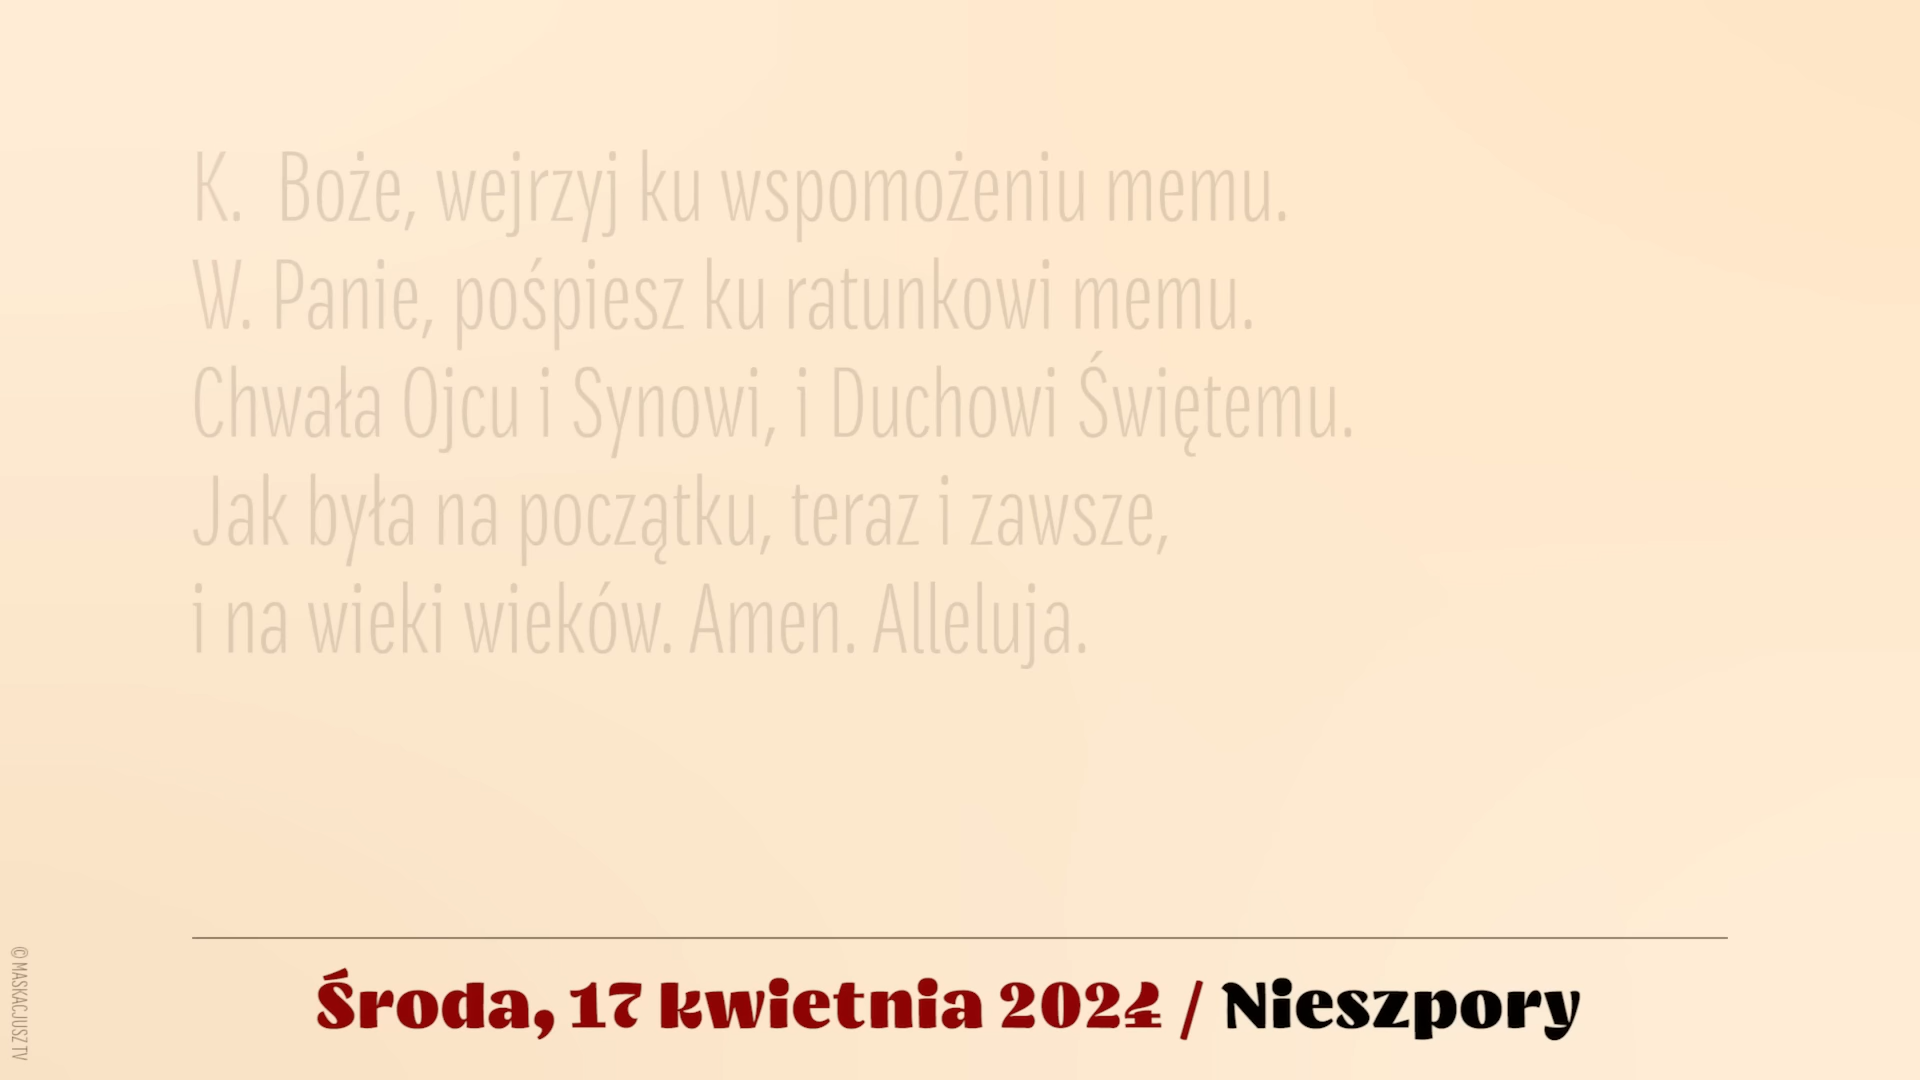 K. Boże, wejrzyj ku wspomożeniu memu.
W. Panie, pośpiesz ku ratunkowi memu.
Chwała Ojcu i Synowi, i Duchowi Świętemu.
Jak była na początku, teraz i zawsze,
i na wieki wieków. Amen. Alleluja.
Środa, 17 kwietnia 2024 / Nieszpory
© MASKACJUSZ TV